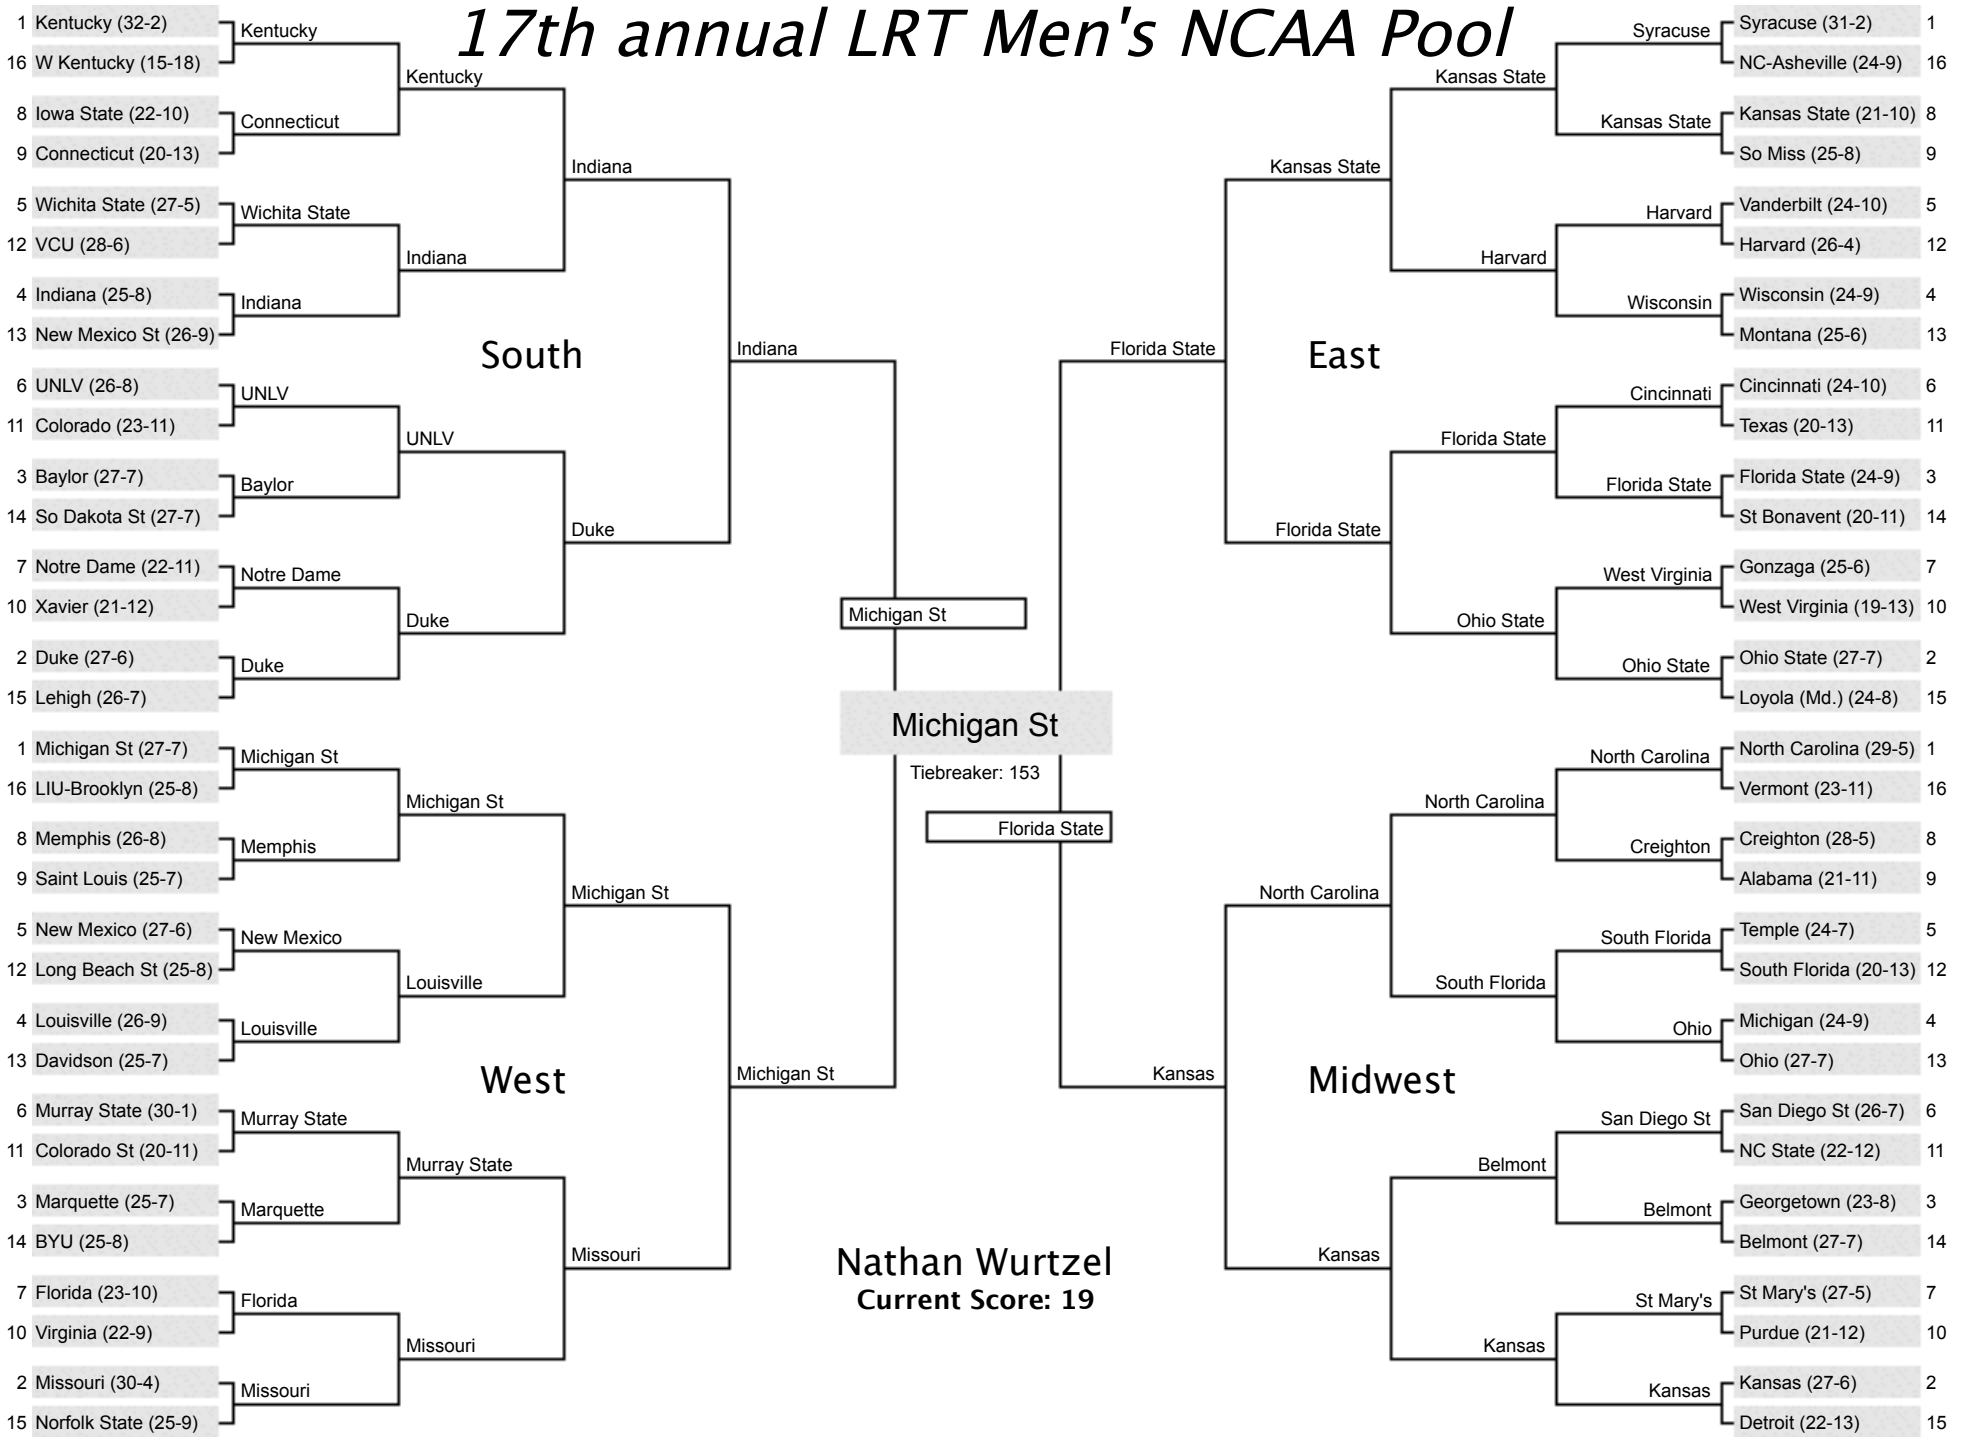 17th annual LRT Men's NCAA Pool
1 Kentucky (32-2)
16 W Kentucky (15-18)
8 Iowa State (22-10)
9 Connecticut (20-13)
5 Wichita State (27-5)
12 VCU (28-6)
4 Indiana (25-8)
13 New Mexico St (26-9)
6 UNLV (26-8)
11 Colorado (23-11)
3 Baylor (27-7)
14 So Dakota St (27-7)
7 Notre Dame (22-11)
10 Xavier (21-12)
2 Duke (27-6)
15 Lehigh (26-7)
Kentucky
Connecticut
Wichita State
Indiana
UNLV
Baylor
Notre Dame
Duke
Kentucky
Indiana
UNLV
Duke
Indiana
Duke
South
Indiana
1 Michigan St (27-7)
16 LIU-Brooklyn (25-8)
8 Memphis (26-8)
9 Saint Louis (25-7)
5 New Mexico (27-6)
12 Long Beach St (25-8)
4 Louisville (26-9)
13 Davidson (25-7)
6 Murray State (30-1)
11 Colorado St (20-11)
3 Marquette (25-7)
14 BYU (25-8)
7 Florida (23-10)
10 Virginia (22-9)
2 Missouri (30-4)
15 Norfolk State (25-9)
Michigan St
Memphis
New Mexico
Louisville
Murray State
Marquette
Florida
Missouri
Michigan St
Louisville
Murray State
Missouri
Michigan St
Missouri
West
Michigan St
Michigan St
Michigan St
Tiebreaker: 153
Florida State
Nathan Wurtzel
Current Score: 19
Syracuse (31-2) 1
NC-Asheville (24-9) 16
Kansas State (21-10) 8
So Miss (25-8) 9
Vanderbilt (24-10) 5
Harvard (26-4) 12
Wisconsin (24-9) 4
Montana (25-6) 13
Cincinnati (24-10) 6
Texas (20-13) 11
Florida State (24-9) 3
St Bonavent (20-11) 14
Gonzaga (25-6) 7
West Virginia (19-13) 10
Ohio State (27-7) 2
Loyola (Md.) (24-8) 15
Syracuse
Kansas State
Harvard
Wisconsin
Cincinnati
Florida State
West Virginia
Ohio State
Kansas State
Harvard
Florida State
Ohio State
Kansas State
Florida State
East
Florida State
North Carolina (29-5) 1
Vermont (23-11) 16
Creighton (28-5) 8
Alabama (21-11) 9
Temple (24-7) 5
South Florida (20-13) 12
Michigan (24-9) 4
Ohio (27-7) 13
San Diego St (26-7) 6
NC State (22-12) 11
Georgetown (23-8) 3
Belmont (27-7) 14
St Mary's (27-5) 7
Purdue (21-12) 10
Kansas (27-6) 2
Detroit (22-13) 15
North Carolina
Creighton
South Florida
Ohio
San Diego St
Belmont
St Mary's
Kansas
North Carolina
South Florida
Belmont
Kansas
North Carolina
Kansas
Midwest
Kansas